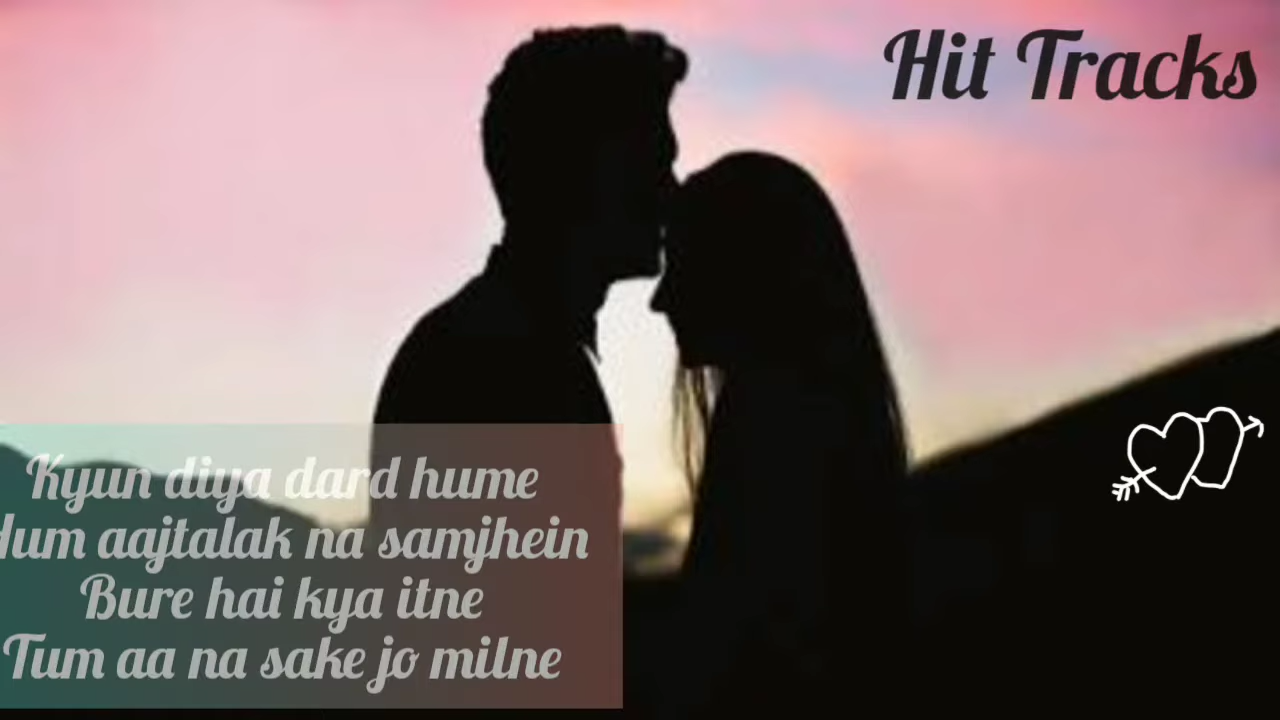 Hit Tracks
Kyun diya dard hume
Hum aajtalak na samjhein
Bure hai kya itne
Tum aa na sake jo milne